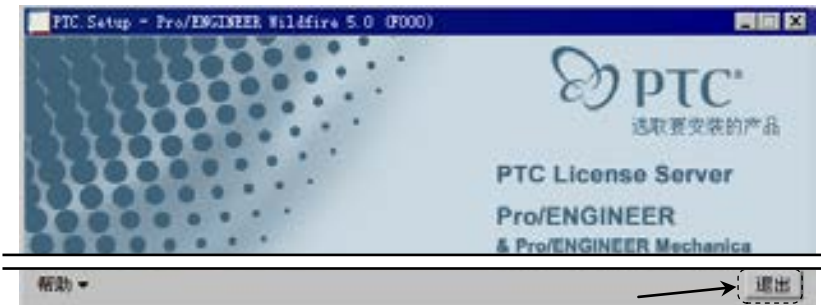 PTC.Setup - Pro/ENGINEER Wildfire 5.0 (F000)
PTC®
选取要安装的产品
PTC License Server
Pro/ENGINEER
& Pro/ENGINEER Mechanica
帮助
退出